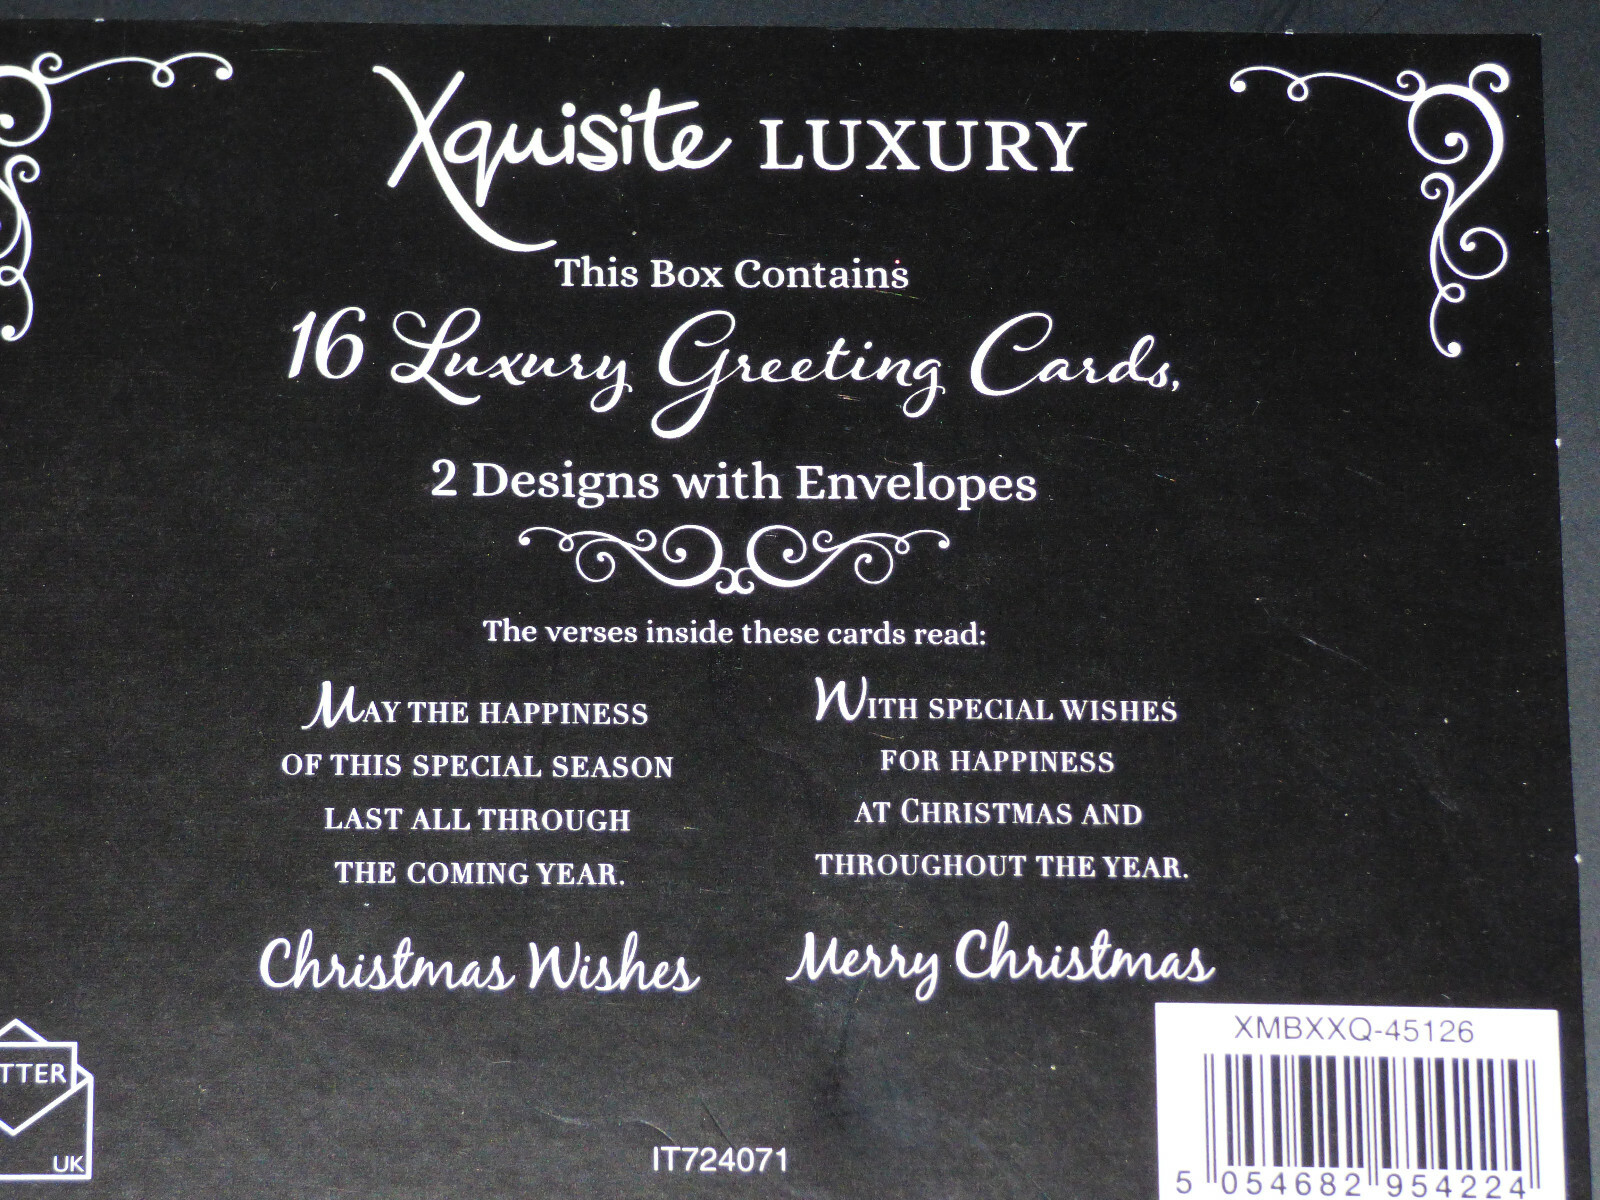 Xquisite LUXURY
This Box Contains
16 Luxury Greeting Cards,
2 Designs with Envelopes
The verses inside these cards read:
MAY THE HAPPINESS
OF THIS SPECIAL SEASON
LAST ALL THROUGH
THE COMING YEAR.
Christmas Wishes
WITH SPECIAL WISHES
FOR HAPPINESS
AT CHRISTMAS AND
THROUGHOUT THE YEAR.
Merry Christmas
TTER
UK
IT724071
XMBXXQ-45126
5 054682 954224